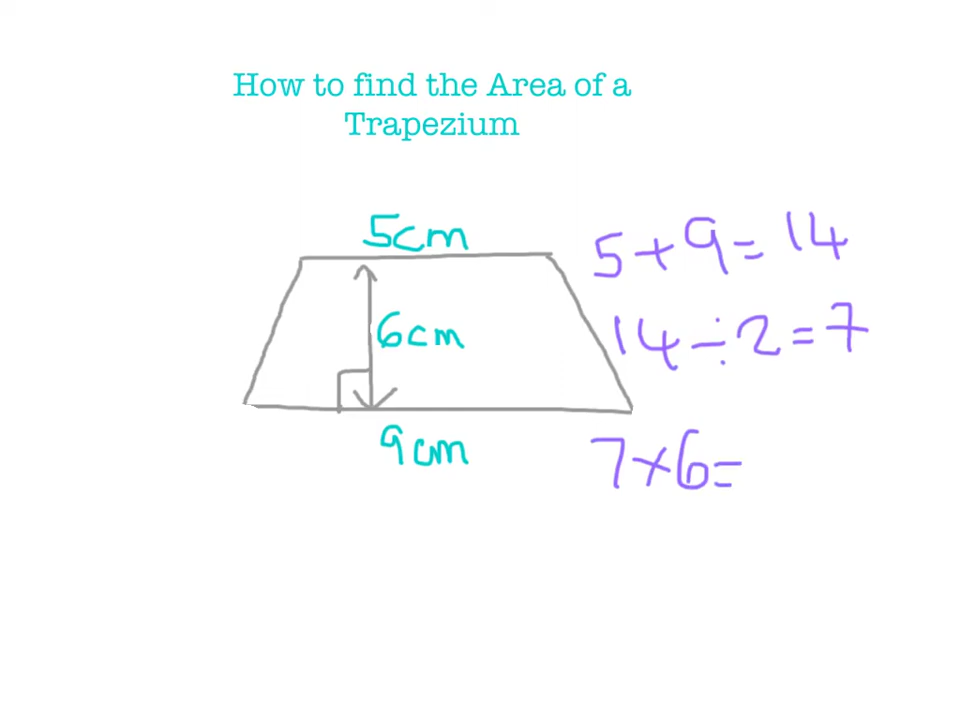 How to find the Area of a
Trapezium
5cm
5+9=14
6cm
14÷2=7
9cm
7×6=